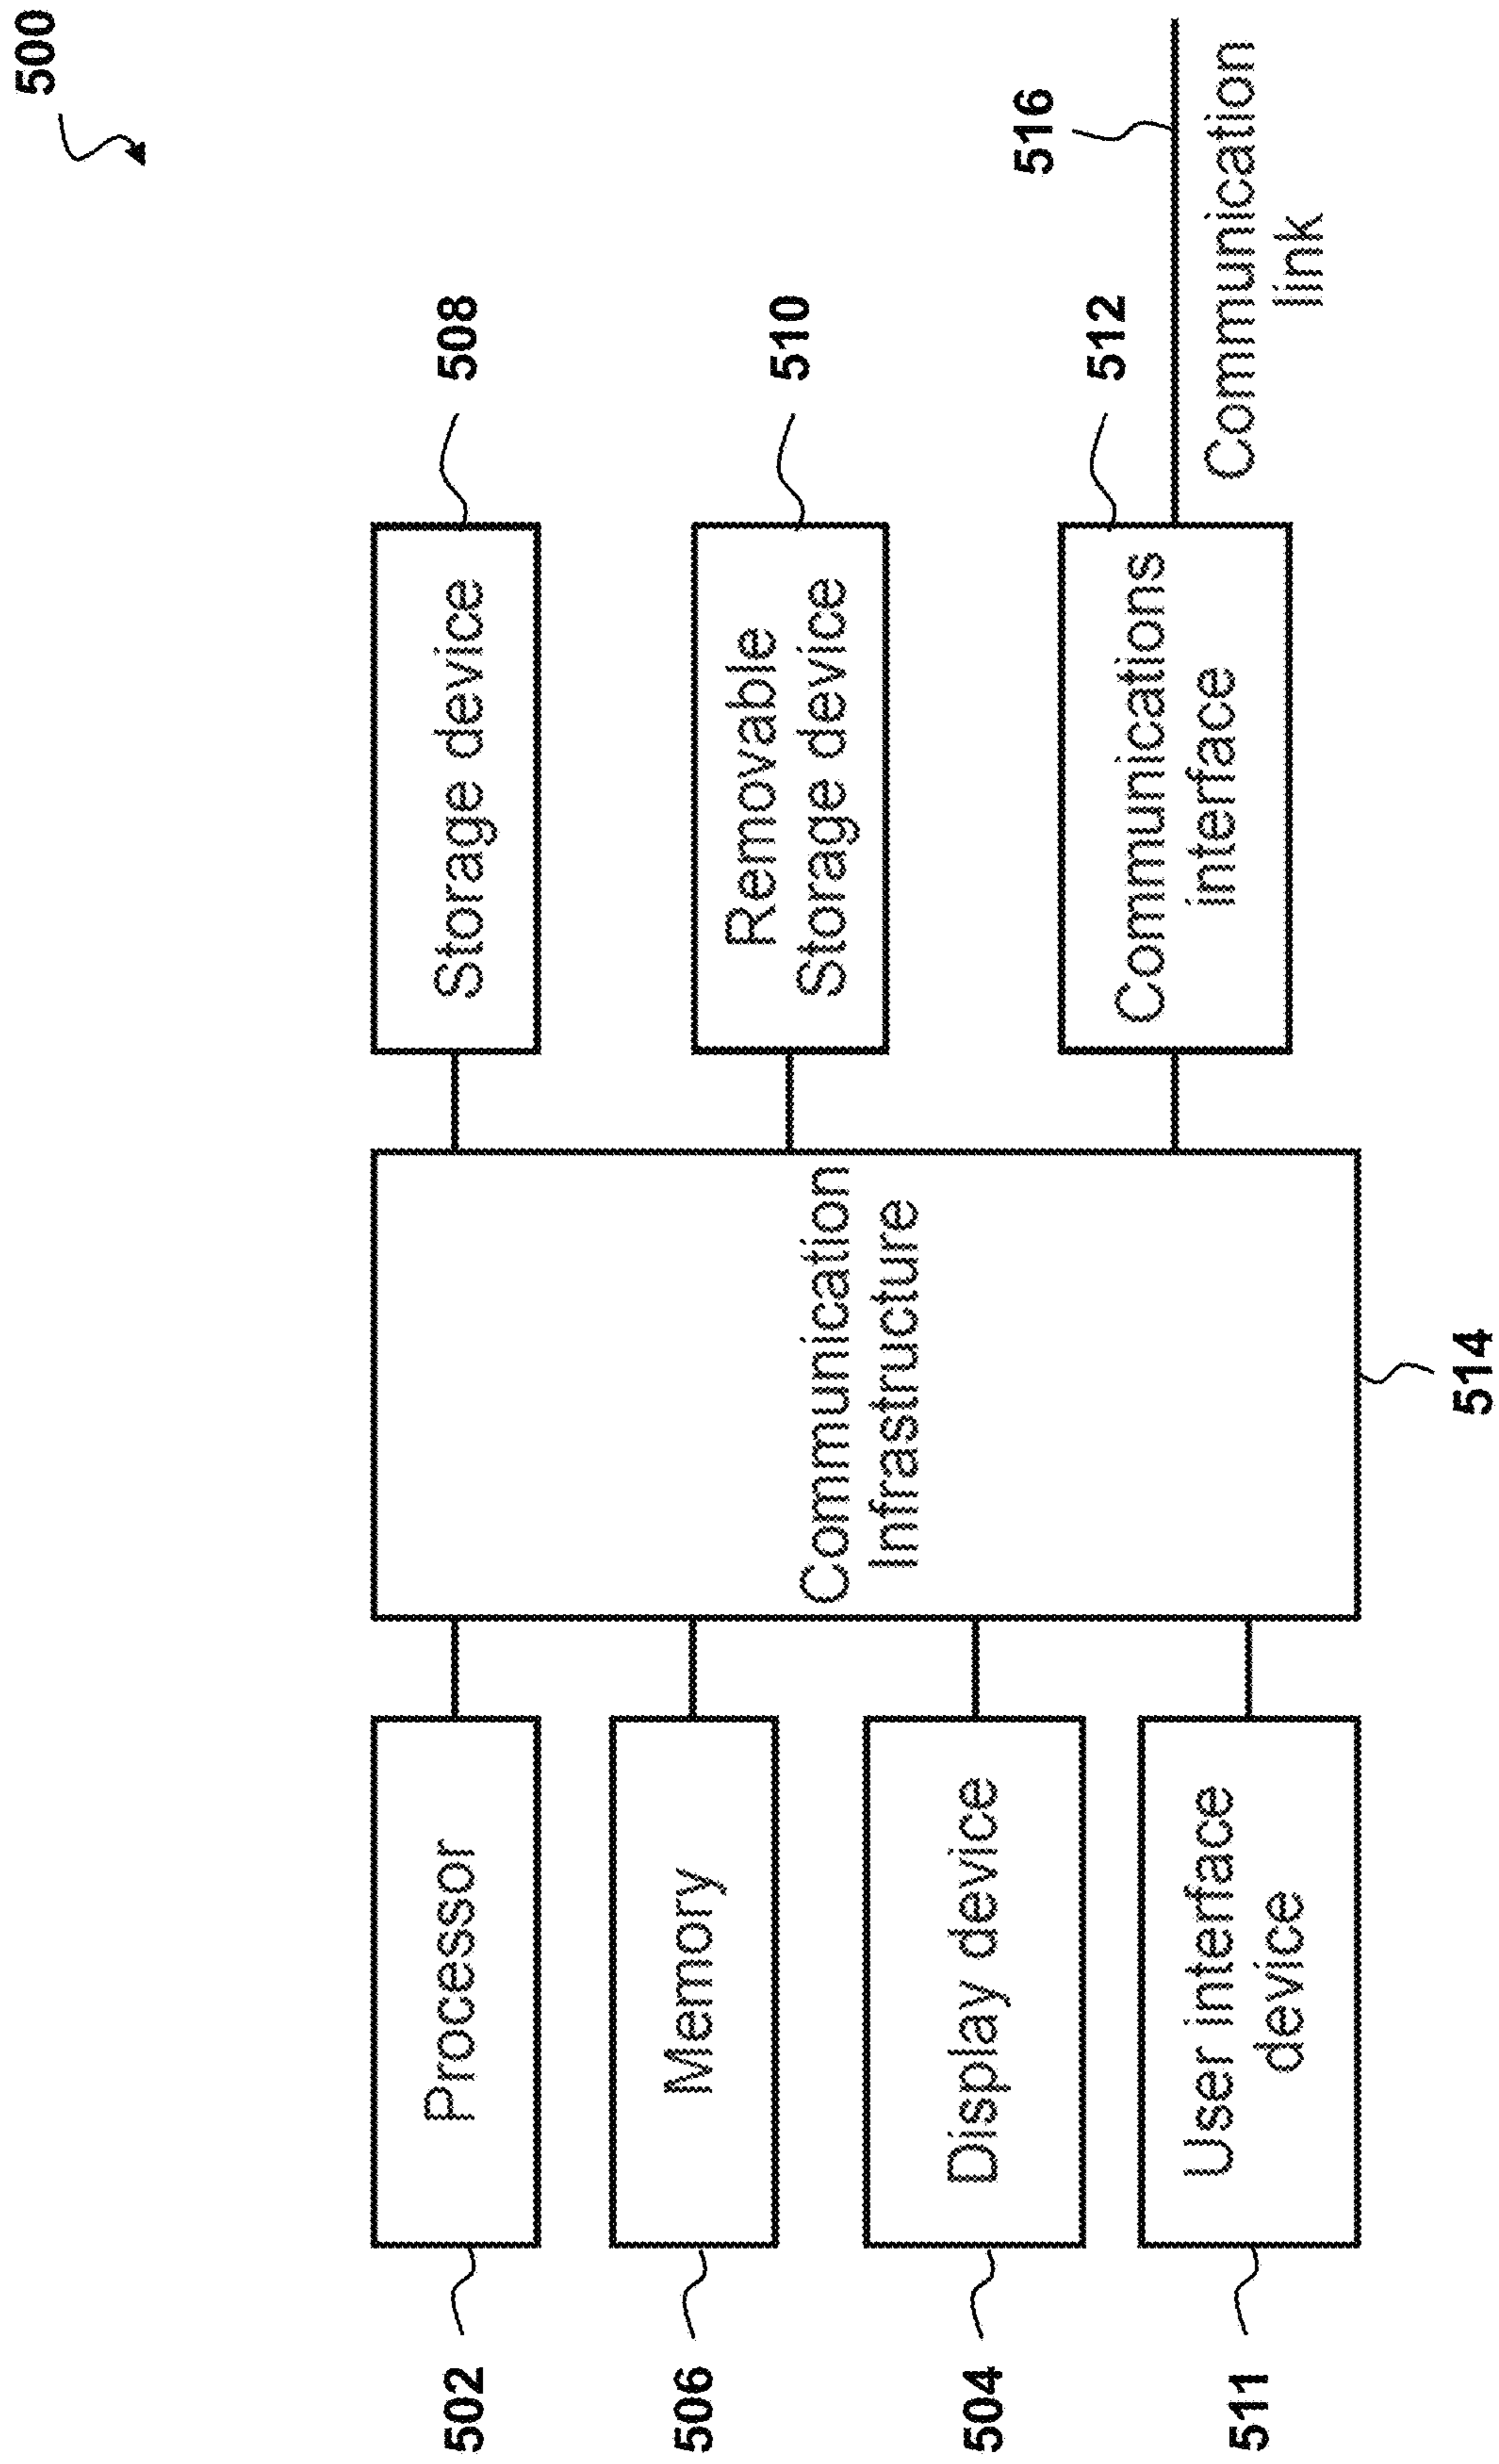 500
502
Processor
506
Memory
504
Display device
511
User interface
device
Communication
Infrastructure
514
Storage device
508
Removable
Storage device
510
Communications
interface
512
516
Communication
link